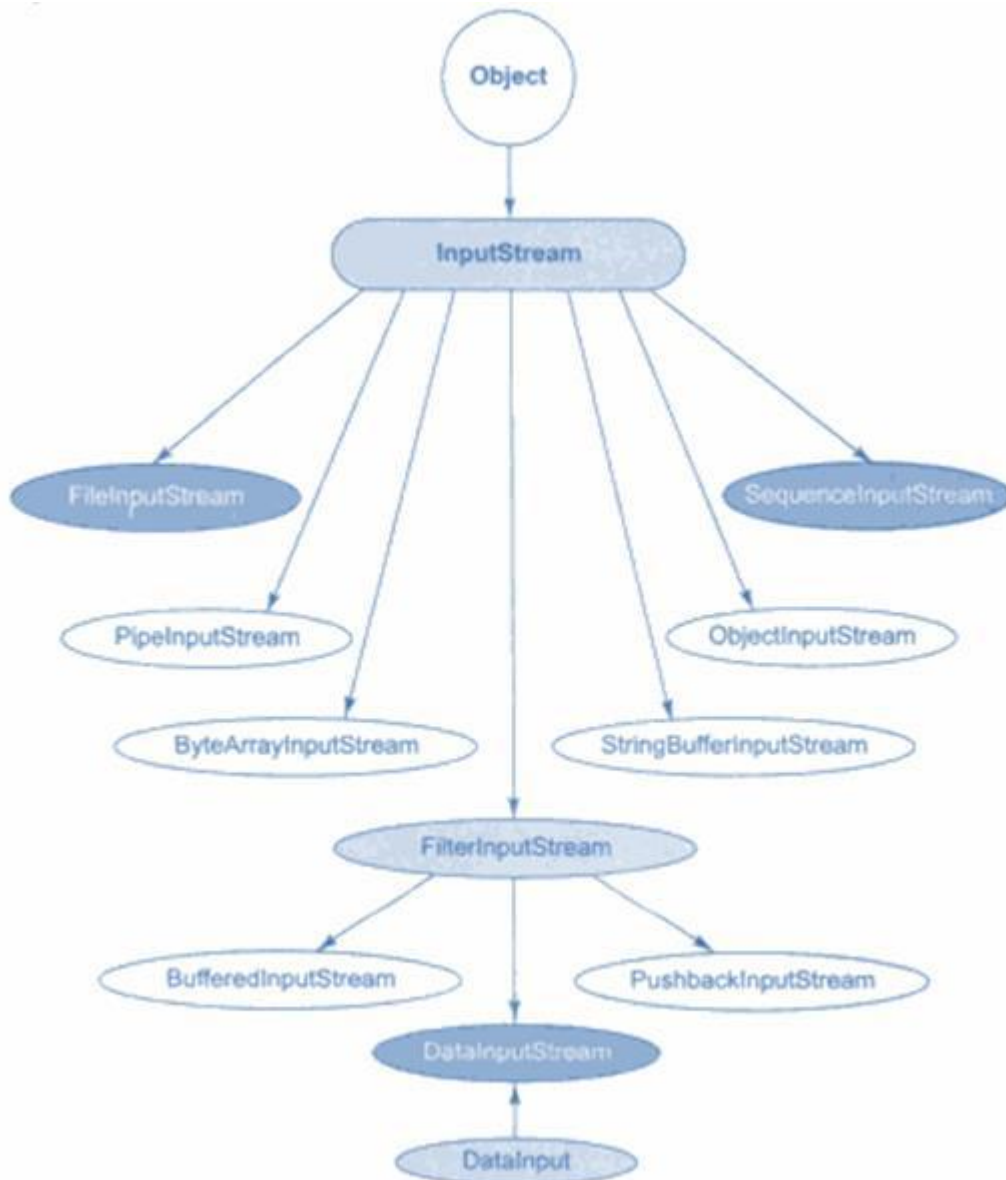 Object
InputStream
FileInputStream
SequenceInputStream
PipeInputStream
ObjectInputStream
ByteArrayInputStream
StringBufferInputStream
FilterInputStream
BufferedInputStream
PushbackInputStream
DataInputStream
DataInput